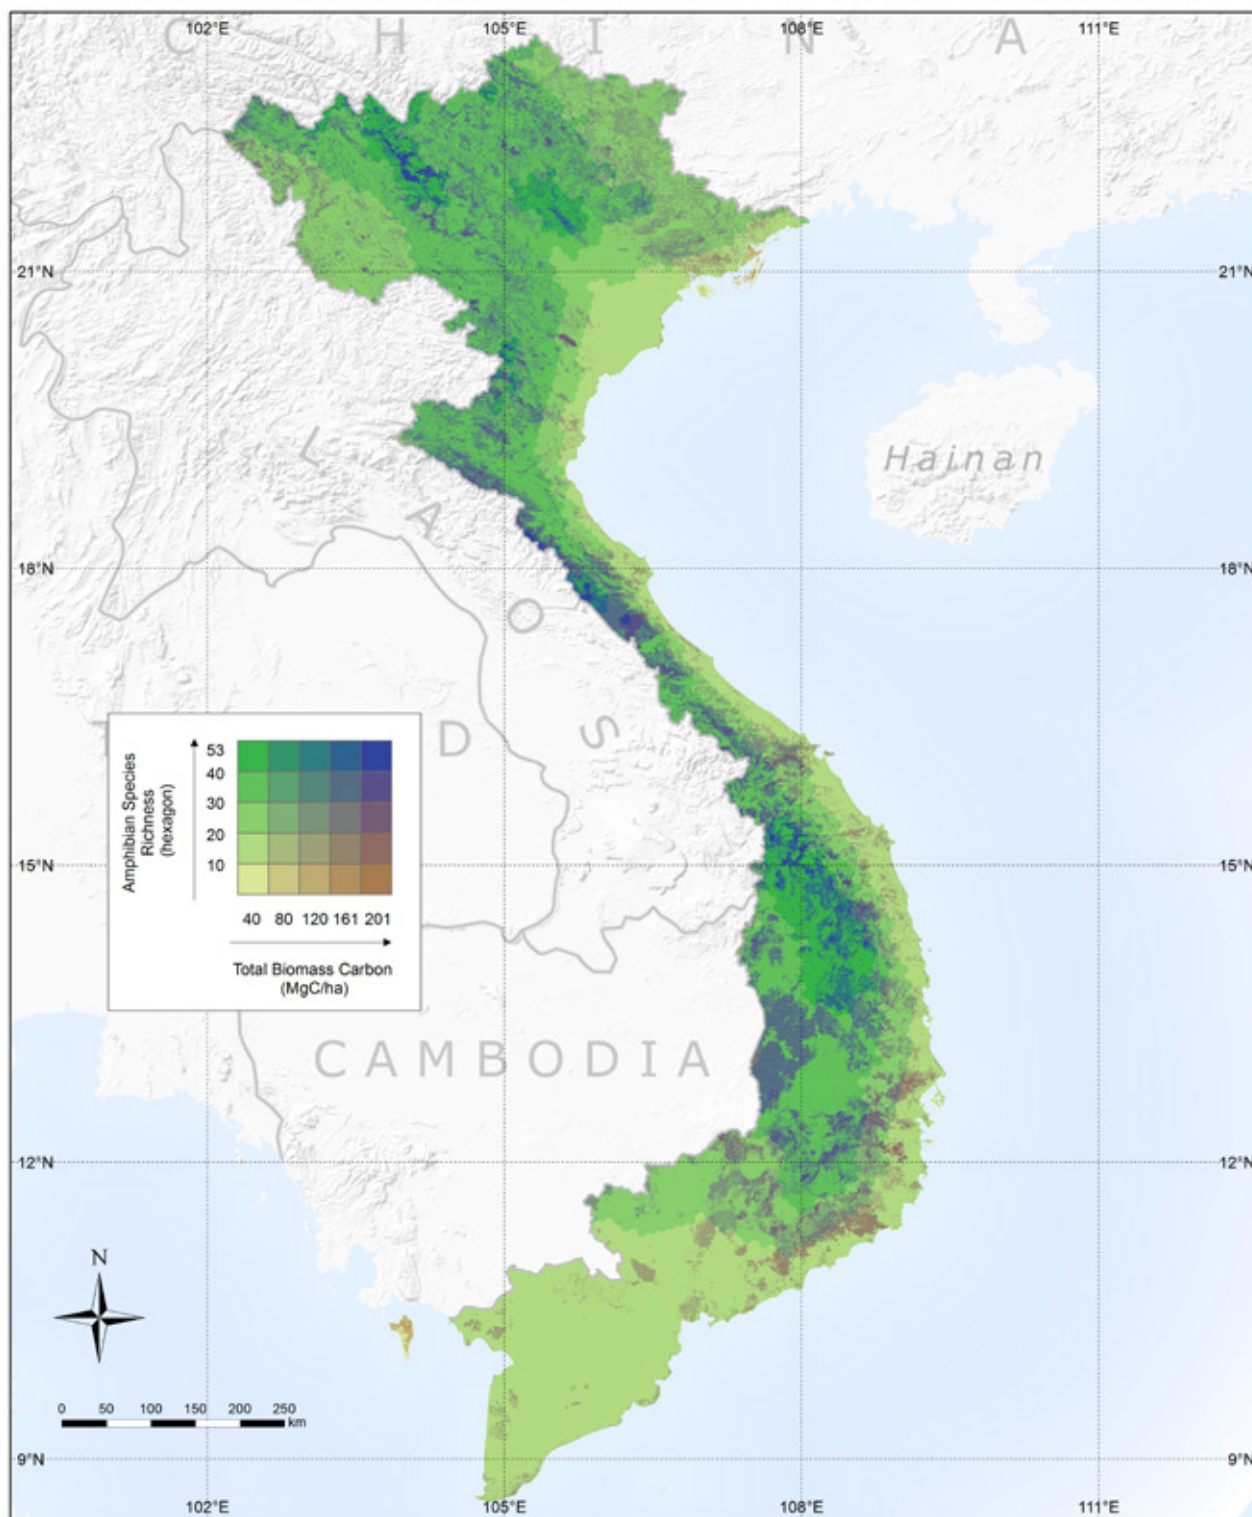 102°E 105°E 108°E 111°E
C H I N A
21°N 21°N
Hainan
L A O S
18°N 18°N
D
Amphibian Species
Richness
(hexagon)
53
40
30
20
10
40 80 120 161 201
Total Biomass Carbon
(MgC/ha)
15°N 15°N
CAMBODIA
12°N 12°N
N
0 50 100 150 200 250
km
9°N 9°N
102°E 105°E 108°E 111°E